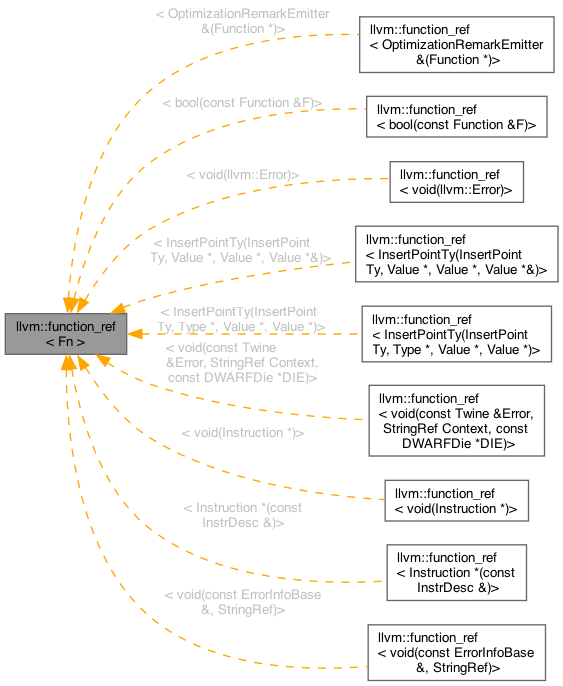 < OptimizationRemarkEmitter
&(Function *)>
llvm::function_ref
< OptimizationRemarkEmitter
&(Function *)>
< bool(const Function &F)>
llvm::function_ref
< bool(const Function &F)>
< void(llvm::Error)>
llvm::function_ref
< void(llvm::Error)>
< InsertPointTy(InsertPoint
Ty, Value *, Value *, Value *&)>
llvm::function_ref
< InsertPointTy(InsertPoint
Ty, Value *, Value *, Value *&)>
llvm::function_ref
< Fn >
< InsertPointTy(InsertPoint
Ty, Type *, Value *, Value *)>
llvm::function_ref
< InsertPointTy(InsertPoint
Ty, Type *, Value *, Value *)>
< void(const Twine
&Error, StringRef Context,
const DWARFDie *DIE)>
llvm::function_ref
< void(const Twine &Error,
StringRef Context, const
DWARFDie *DIE)>
< void(Instruction *)>
llvm::function_ref
< void(Instruction *)>
< Instruction *(const
InstrDesc &)>
llvm::function_ref
< Instruction *(const
InstrDesc &)>
< void(const ErrorInfoBase
&, StringRef)>
llvm::function_ref
< void(const ErrorInfoBase
&, StringRef)>